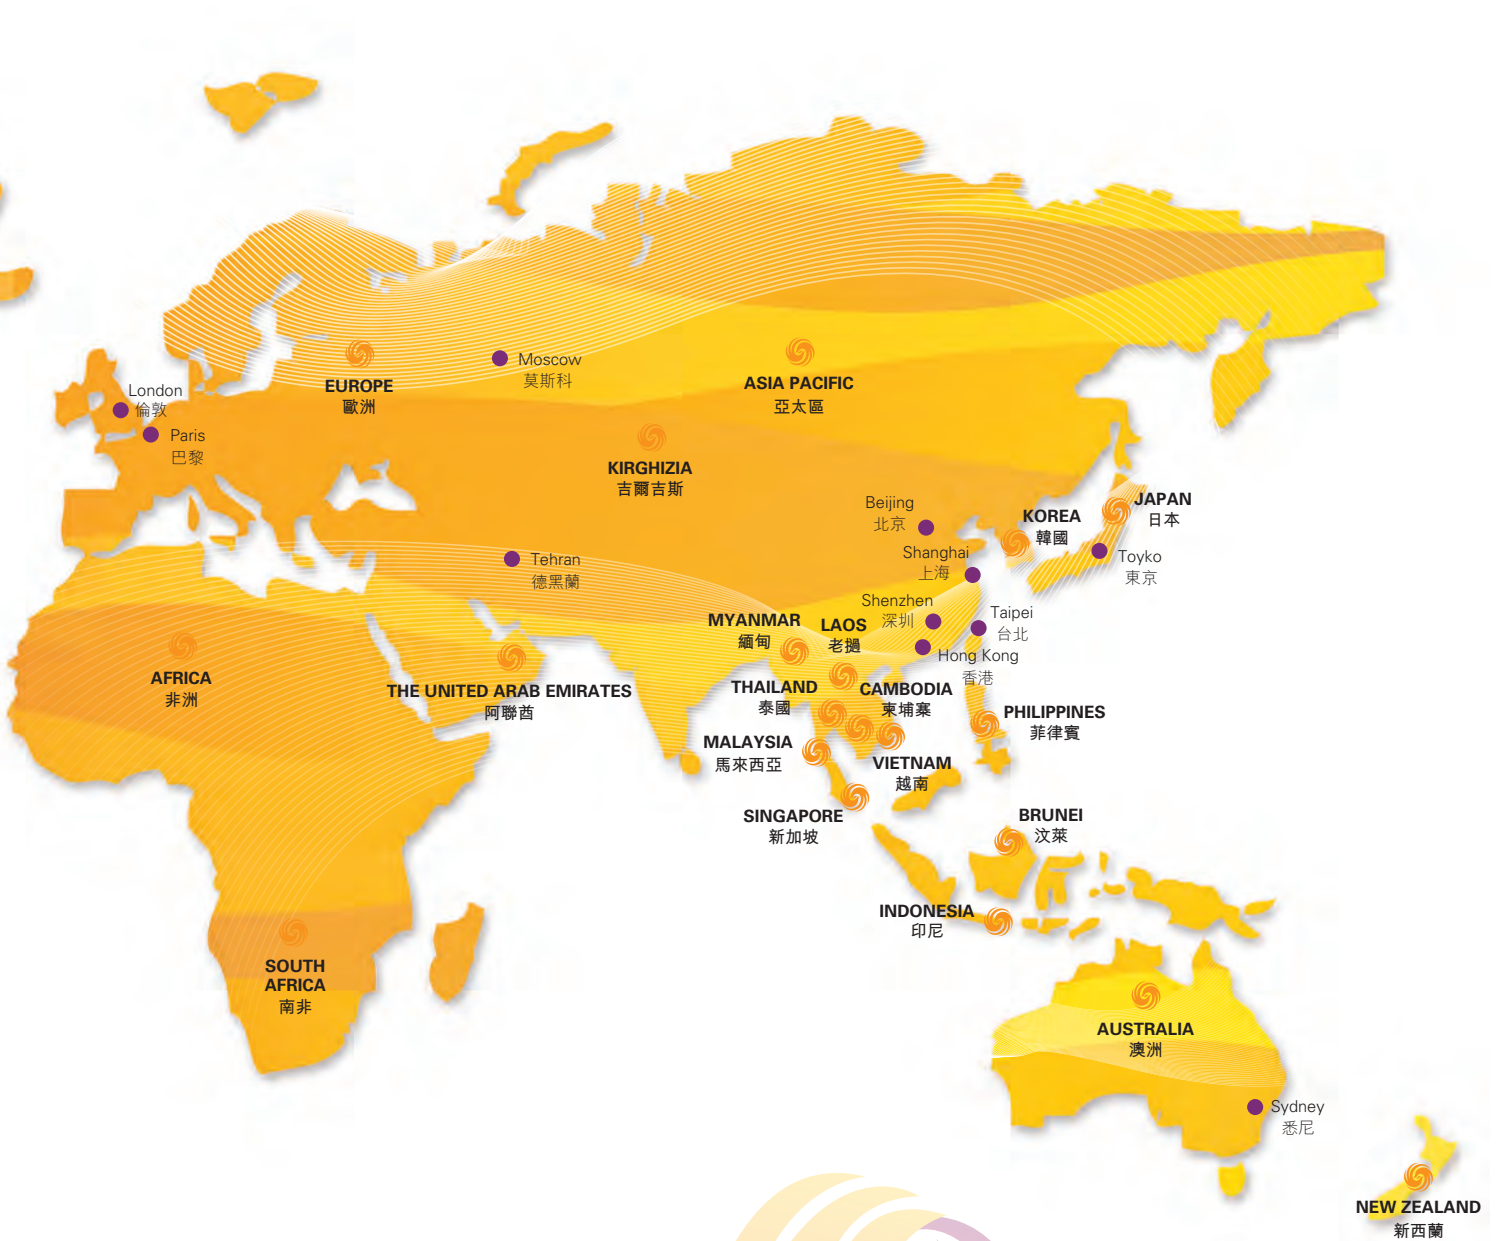 Moscow
莫斯科
EUROPE
歐洲
ASIA PACIFIC
亞太區
London
倫敦
Paris
巴黎
KIRGHIZIA
吉爾吉斯
Beijing
北京
JAPAN
日本
KOREA
韓國
Shanghai
上海
Toyko
東京
Tehran
德黑蘭
Shenzhen
深圳
Taipei
台北
MYANMAR
緬甸
LAOS
老撾
Hong Kong
香港
AFRICA
非洲
THE UNITED ARAB EMIRATES
阿聯酋
THAILAND
泰國
CAMBODIA
柬埔寨
PHILIPPINES
菲律賓
MALAYSIA
馬來西亞
VIETNAM
越南
SINGAPORE
新加坡
BRUNEI
汶萊
INDONESIA
印尼
SOUTH
AFRICA
南非
AUSTRALIA
澳洲
Sydney
悉尼
NEW ZEALAND
新西蘭